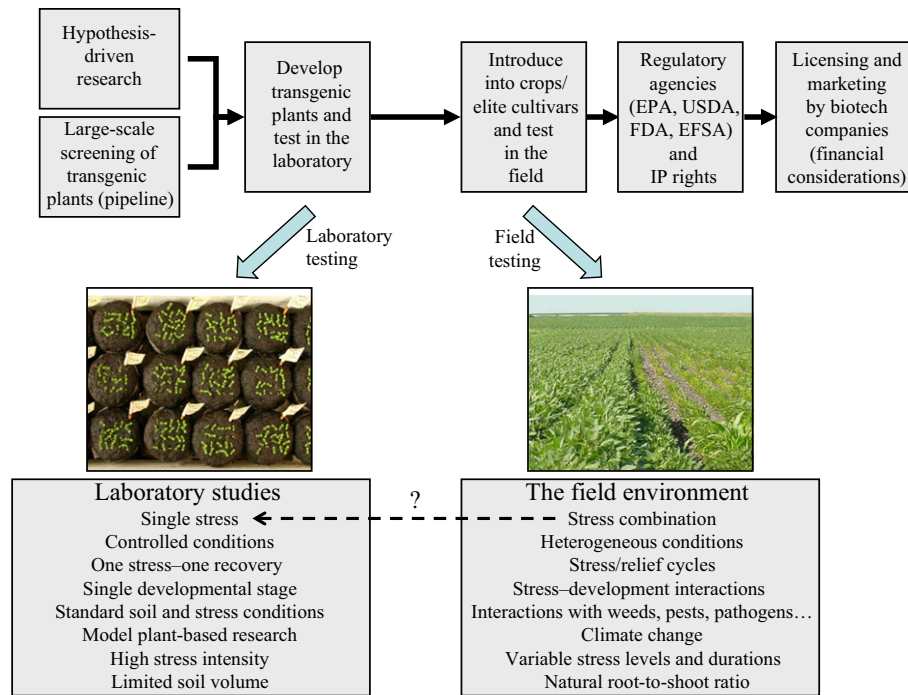 Hypothesis-
driven
research
Large-scale
screening of
transgenic
plants (pipeline)
Develop
transgenic
plants and
test in the
laboratory
Introduce
into crops/
elite cultivars
and test
in the
field
Regulatory
agencies
(EPA, USDA,
FDA, EFSA)
and
IP rights
Licensing and
marketing
by biotech
companies
(financial
considerations)
Laboratory
testing
Field
testing
Laboratory studies
Single stress
Controlled conditions
One stress–one recovery
Single developmental stage
Standard soil and stress conditions
Model plant-based research
High stress intensity
Limited soil volume
?
The field environment
Stress combination
Heterogeneous conditions
Stress/relief cycles
Stress–development interactions
Interactions with weeds, pests, pathogens…
Climate change
Variable stress levels and durations
Natural root-to-shoot ratio